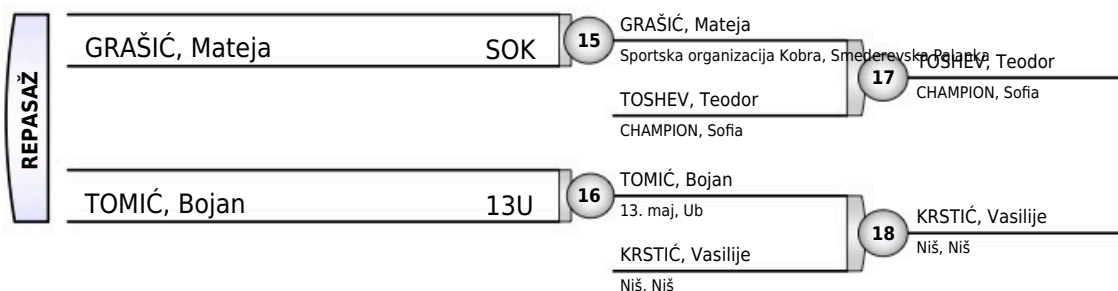 REPASAŽ
GRAŠIĆ, Mateja SOK
15
GRAŠIĆ, Mateja
Sportska organizacija Kobra, Smederevska Palanka
TOSHEV, Teodor
CHAMPION, Sofia
17
TOSHEV, Teodor
CHAMPION, Sofia
TOMIĆ, Bojan 13U
16
TOMIĆ, Bojan
13. maj, Ub
KRSTIĆ, Vasilije
Niš, Niš
18
KRSTIĆ, Vasilije
Niš, Niš